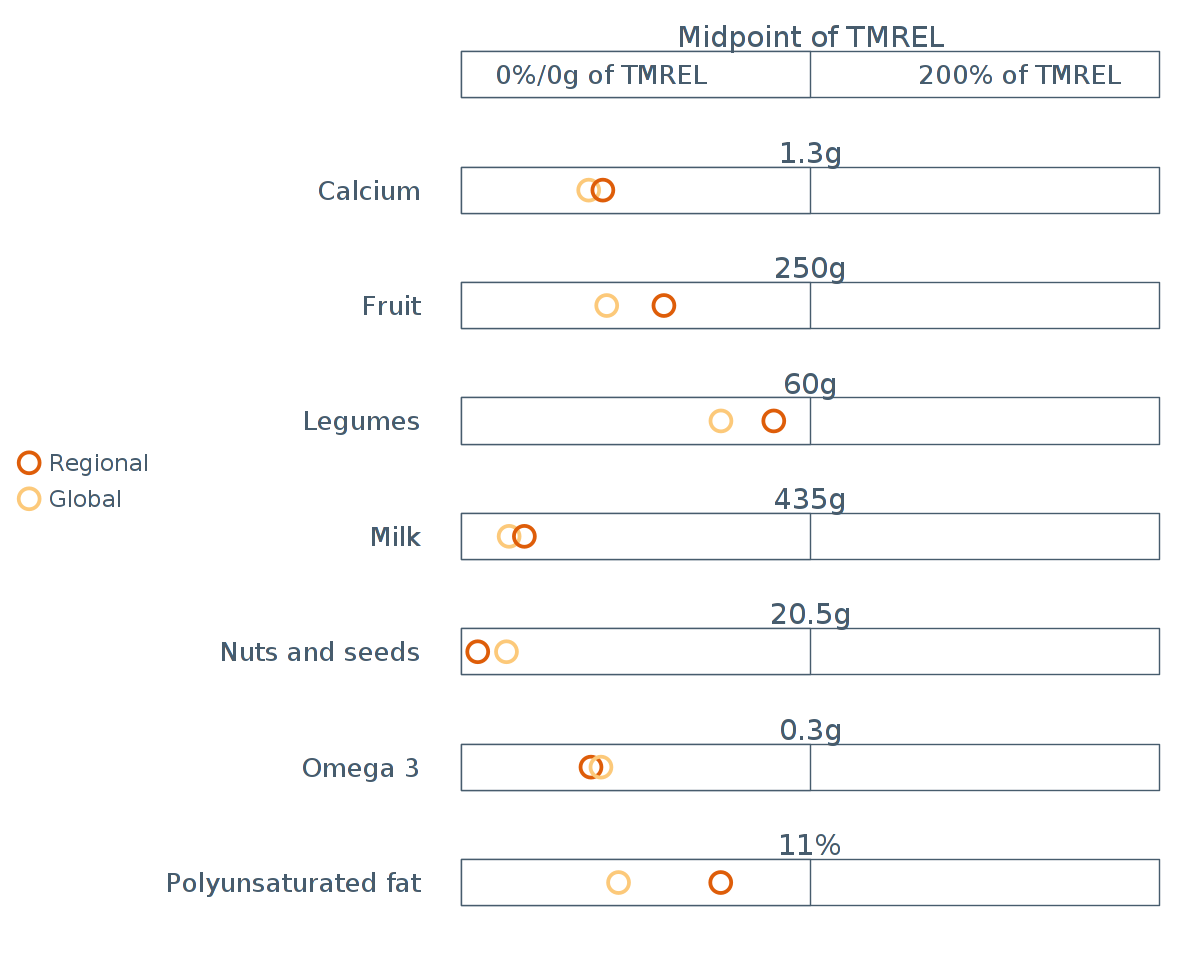 Midpoint of TMREL
0%/0g of TMREL
200% of TMREL
1.3g
Calcium
250g
Fruit
60g
Legumes
Regional
Global
435g
Milk
20.5g
Nuts and seeds
0.3g
Omega 3
11%
Polyunsaturated fat